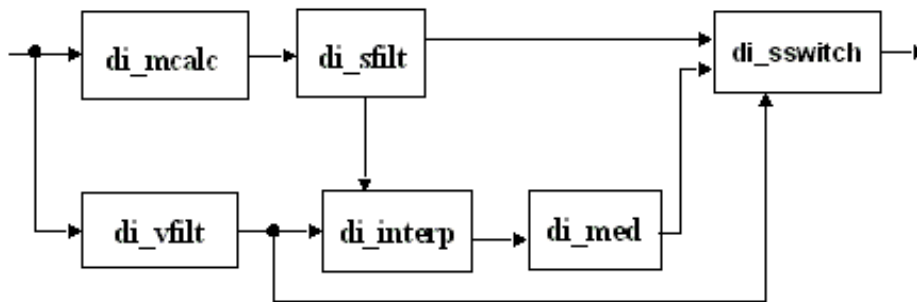 di_mcalc
di_sfilt
di_sswitch
di_vfilt
di_interp
di_med